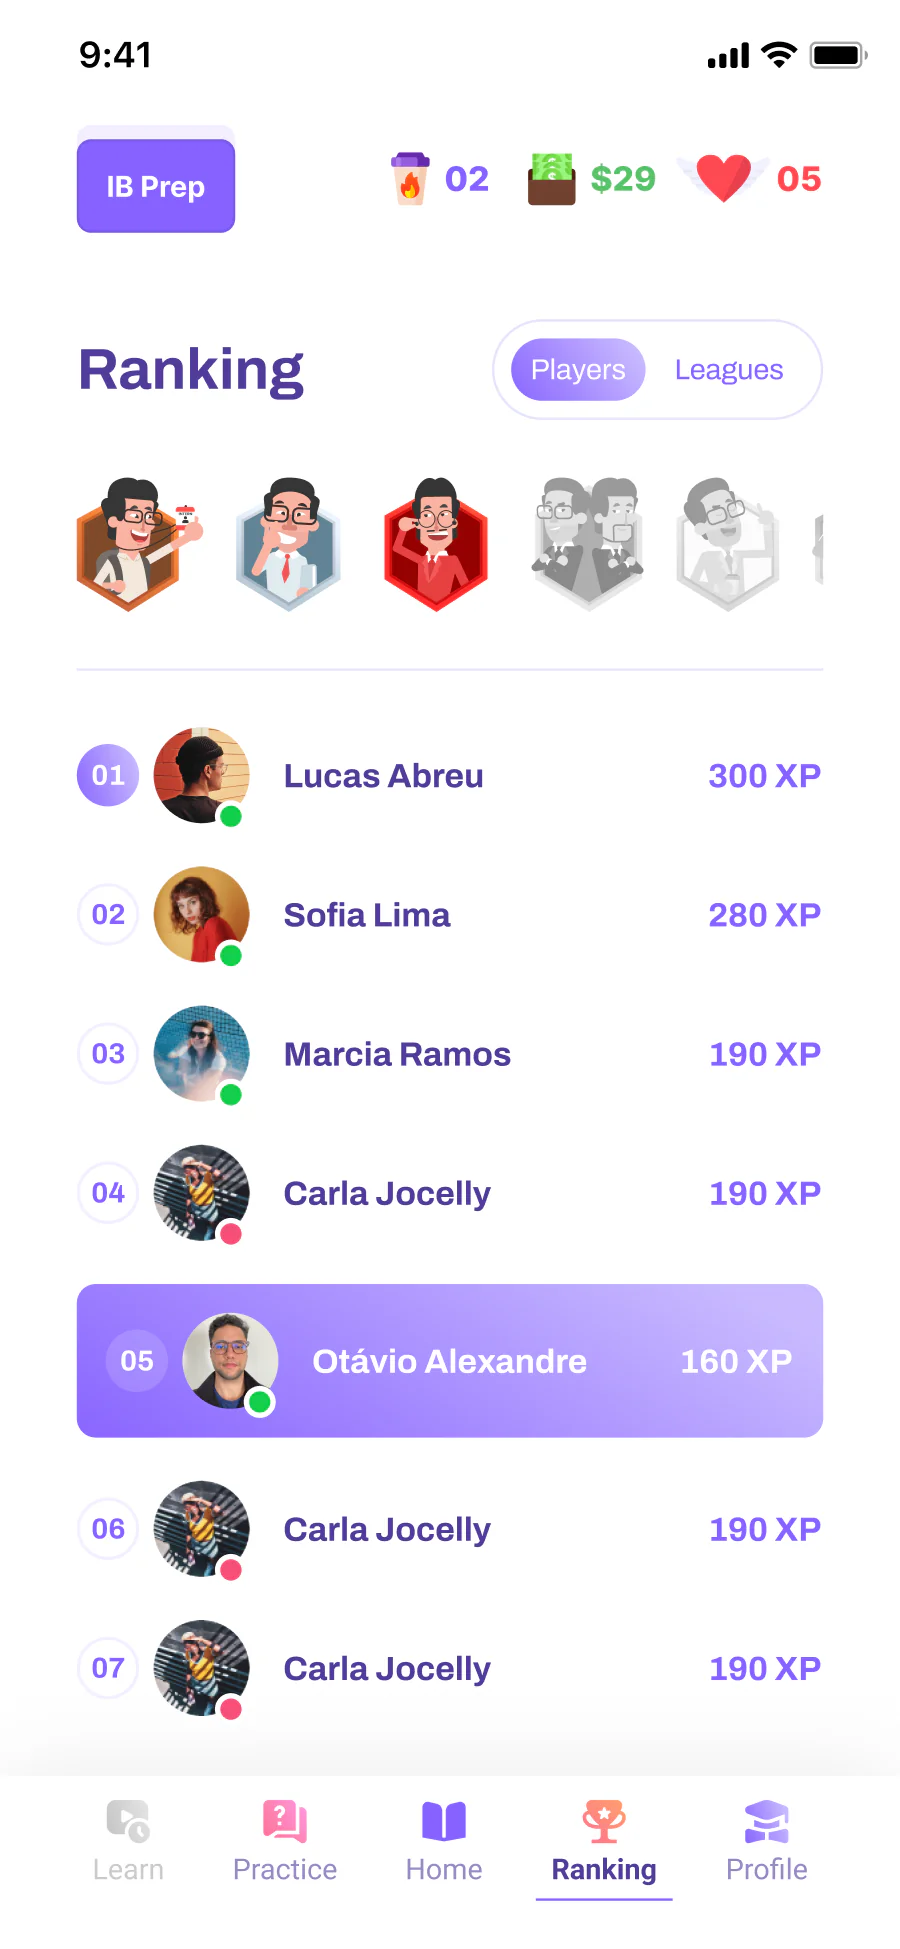 9:41
IB Prep
02
$29
05
Ranking
Players
Leagues
01
Lucas Abreu
300 XP
02
Sofia Lima
280 XP
03
Marcia Ramos
190 XP
04
Carla Jocelly
190 XP
05
Otávio Alexandre
160 XP
06
Carla Jocelly
190 XP
07
Carla Jocelly
190 XP
Learn
Practice
Home
Ranking
Profile